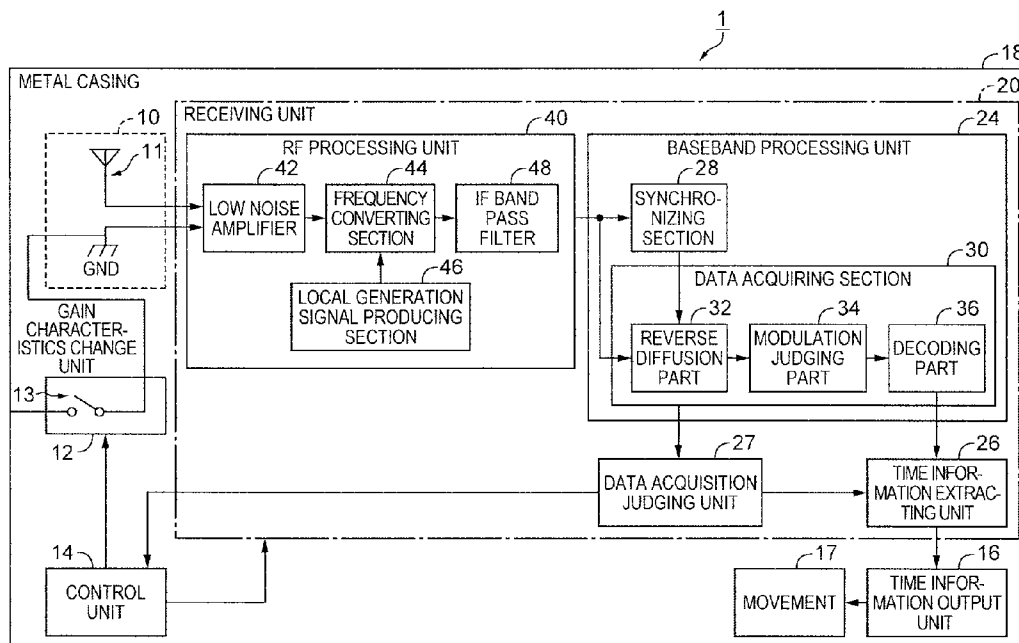 1
18
METAL CASING
20
10
RECEIVING UNIT
40
24
11
RF PROCESSING UNIT
BASEBAND PROCESSING UNIT
42
44
48
28
LOW NOISE
AMPLIFIER
FREQUENCY
CONVERTING
SECTION
IF BAND
PASS
FILTER
SYNCHRO-
NIZING
SECTION
GND
46
30
LOCAL GENERATION
SIGNAL PRODUCING
SECTION
DATA ACQUIRING SECTION
GAIN
CHARACTER-
ISTICS CHANGE
UNIT
32
34
36
REVERSE
DIFFUSION
PART
MODULATION
JUDGING
PART
DECODING
PART
13
12
27
26
DATA ACQUISITION
JUDGING UNIT
TIME INFOR-
MATION EXTRAC-
TING UNIT
14
17
16
CONTROL
UNIT
MOVEMENT
TIME INFOR-
MATION OUTPUT
UNIT